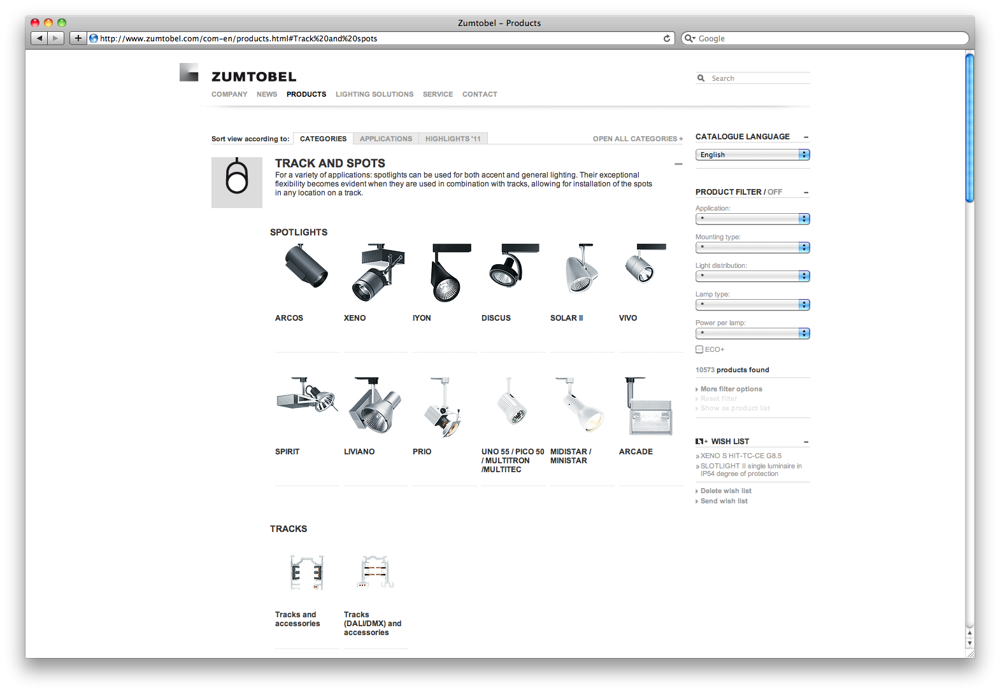 Zumtobel – Products
http://www.zumtobel.com/com-en/products.html#Track%20and%20spots
Google
ZUMTOBEL
Search
COMPANY NEWS PRODUCTS LIGHTING SOLUTIONS SERVICE CONTACT
Sort view according to: CATEGORIES APPLICATIONS HIGHLIGHTS '11 OPEN ALL CATEGORIES +
TRACK AND SPOTS
For a variety of applications: spotlights can be used for both accent and general lighting. Their exceptional
flexibility becomes evident when they are used in combination with tracks, allowing for installation of the spots
in any location on a track.
SPOTLIGHTS
ARCOS XENO IYON DISCUS SOLAR II VIVO
SPIRIT
LIVIANO
PRIO
UNO 55 / PICO 50
/ MULTITRON
/MULTITEC
MIDISTAR /
MINISTAR
ARCADE
TRACKS
Tracks and
accessories
Tracks
(DALI/DMX) and
accessories
CATALOGUE LANGUAGE –
English
PRODUCT FILTER / OFF –
Application:
*
Mounting type:
*
Light distribution:
*
Lamp type:
*
Power per lamp:
*
ECO+
10573 products found
More filter options
Reset filter
Show as product list
WISH LIST –
» XENO S HIT-TC-CE G8.5
» SLOTLIGHT II single luminaire in
IP54 degree of protection
Delete wish list
Send wish list